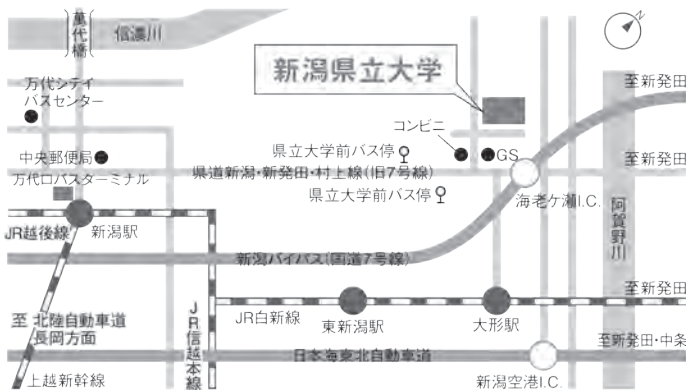 N
萬代橋
信濃川
新潟県立大学
至新発田
万代シテイ
バスセンター
コンビニ
県立大学前バス停
GS
中央郵便局
県道新潟・新発田・村上線(旧7号線)
至新発田
万代口バスターミナル
県立大学前バス停
海老ケ瀬I.C.
阿賀野川
JR越後線
新潟駅
新潟バイパス(国道7号線)
至新発田
至 北陸自動車道
長岡方面
JR信越本線
JR白新線
東新潟駅
大形駅
至新発田・中条
日本海東北自動車道
上越新幹線
新潟空港I.C.